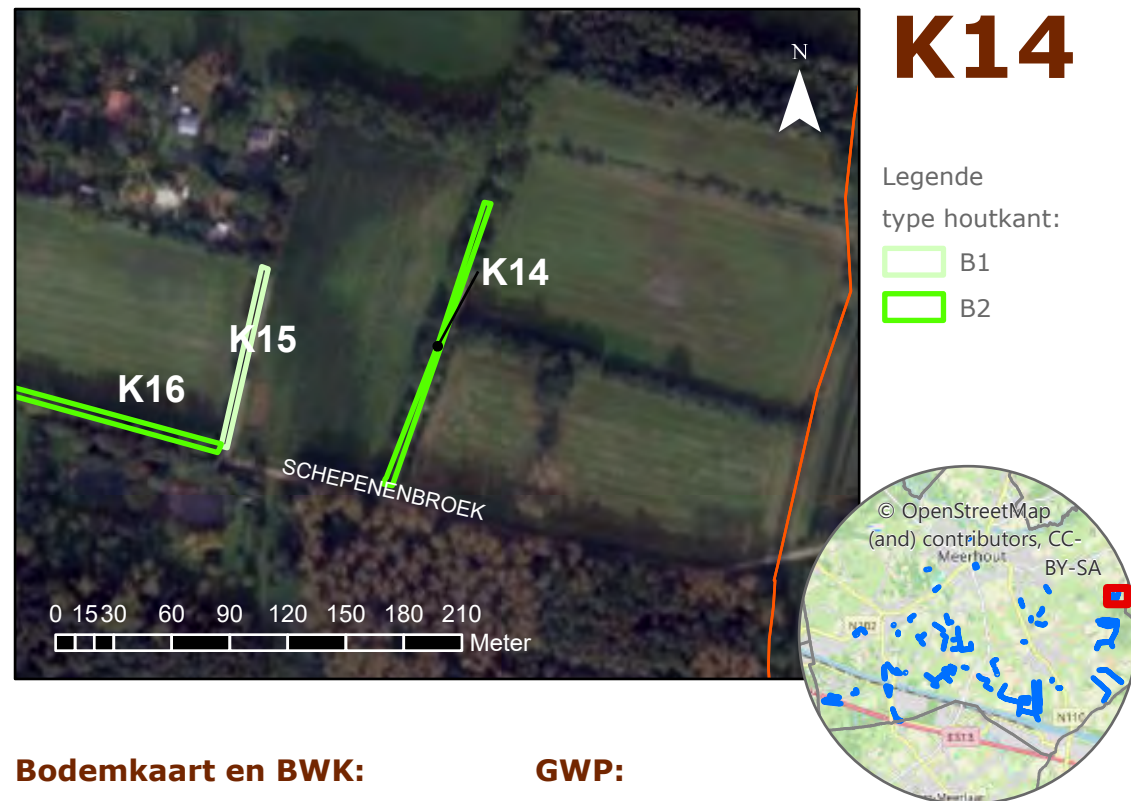 K14
N
Legende
type houtkant:
B1
B2
K14
K15
K16
SCHEPENENBROEK
0 15 30 60 90 120 150 180 210
Meter
© OpenStreetMap
(and) contributors, CC-
BY-SA
Meerhout
N102
N110
E313
Bodemkaart en BWK:
GWP: